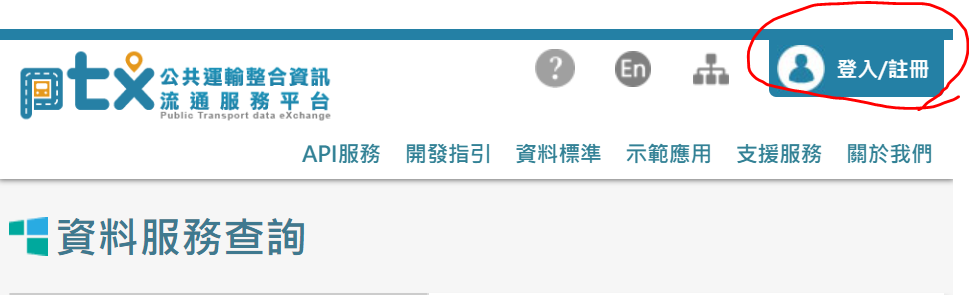 ptx 公共運輸整合資訊
流通服務平台
Public Transport data eXchange
?
En
登入/註冊
API服務 開發指引 資料標準 示範應用 支援服務 關於我們
資料服務查詢